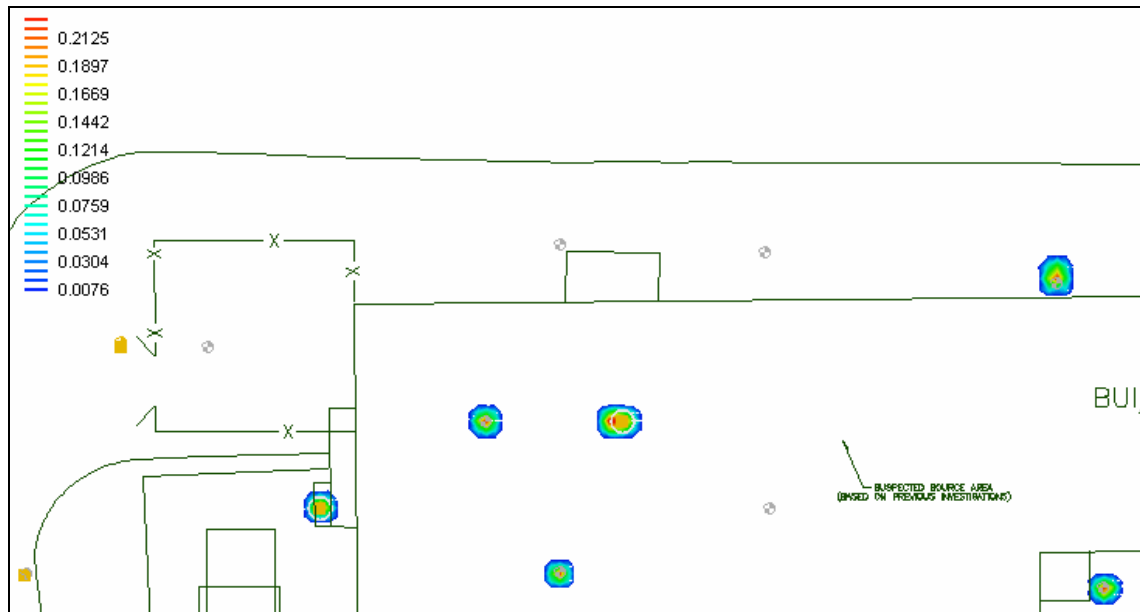 0.2125
0.1897
0.1669
0.1442
0.1214
0.0986
0.0759
0.0531
0.0304
0.0076
X
X
X
X
X
BUI
SUSPECTED SOURCE AREA
(BASED ON PREVIOUS INVESTIGATIONS)